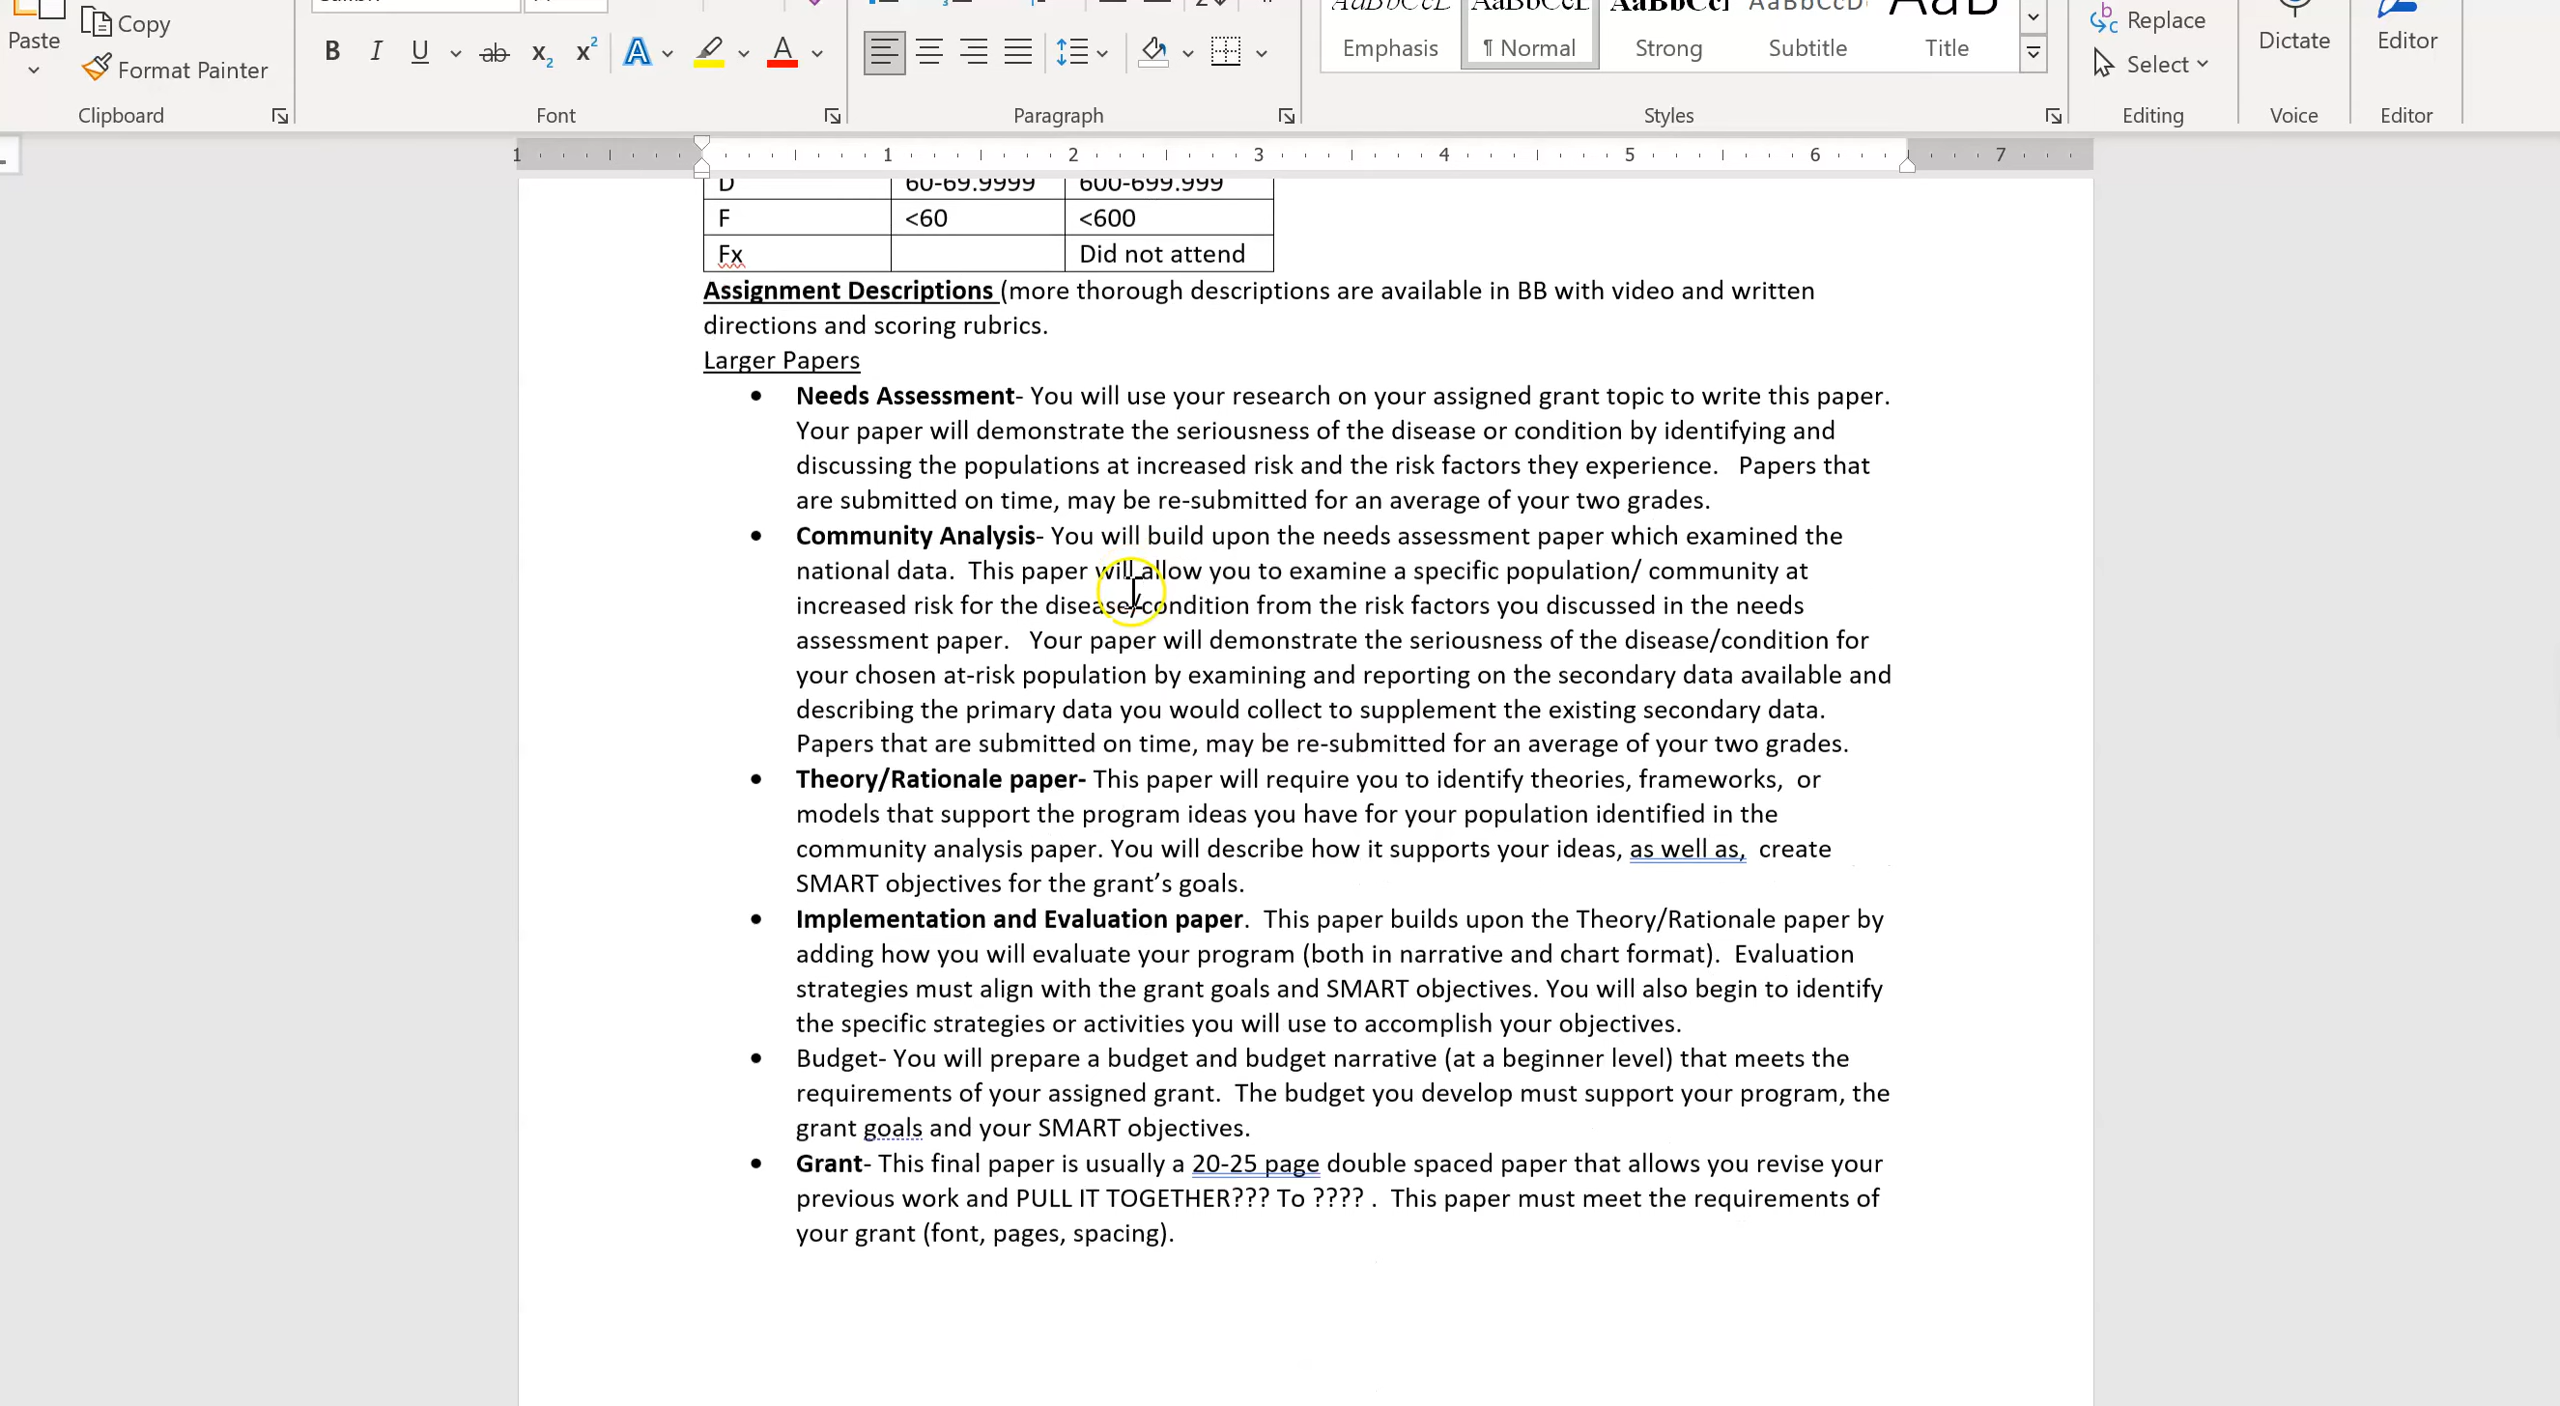 Paste
Copy
Format Painter
Clipboard
B I U ab x2 x2 A A
Font
Paragraph
Emphasis
¶ Normal
Strong
Subtitle
Title
Styles
Replace
Select
Editing
Dictate
Voice
Editor
Editor
1 1 2 3 4 5 6 7
D 60-69.9999 600-699.999
F <60 <600
Fx Did not attend
Assignment Descriptions (more thorough descriptions are available in BB with video and written
directions and scoring rubrics.
Larger Papers
• Needs Assessment- You will use your research on your assigned grant topic to write this paper.
Your paper will demonstrate the seriousness of the disease or condition by identifying and
discussing the populations at increased risk and the risk factors they experience.   Papers that
are submitted on time, may be re-submitted for an average of your two grades.
• Community Analysis- You will build upon the needs assessment paper which examined the
national data.  This paper will allow you to examine a specific population/ community at
increased risk for the disease/condition from the risk factors you discussed in the needs
assessment paper.   Your paper will demonstrate the seriousness of the disease/condition for
your chosen at-risk population by examining and reporting on the secondary data available and
describing the primary data you would collect to supplement the existing secondary data.
Papers that are submitted on time, may be re-submitted for an average of your two grades.
• Theory/Rationale paper- This paper will require you to identify theories, frameworks,  or
models that support the program ideas you have for your population identified in the
community analysis paper. You will describe how it supports your ideas, as well as,  create
SMART objectives for the grant’s goals.
• Implementation and Evaluation paper.  This paper builds upon the Theory/Rationale paper by
adding how you will evaluate your program (both in narrative and chart format).  Evaluation
strategies must align with the grant goals and SMART objectives. You will also begin to identify
the specific strategies or activities you will use to accomplish your objectives.
• Budget- You will prepare a budget and budget narrative (at a beginner level) that meets the
requirements of your assigned grant.  The budget you develop must support your program, the
grant goals and your SMART objectives.
• Grant- This final paper is usually a 20-25 page double spaced paper that allows you revise your
previous work and PULL IT TOGETHER??? To ???? .  This paper must meet the requirements of
your grant (font, pages, spacing).